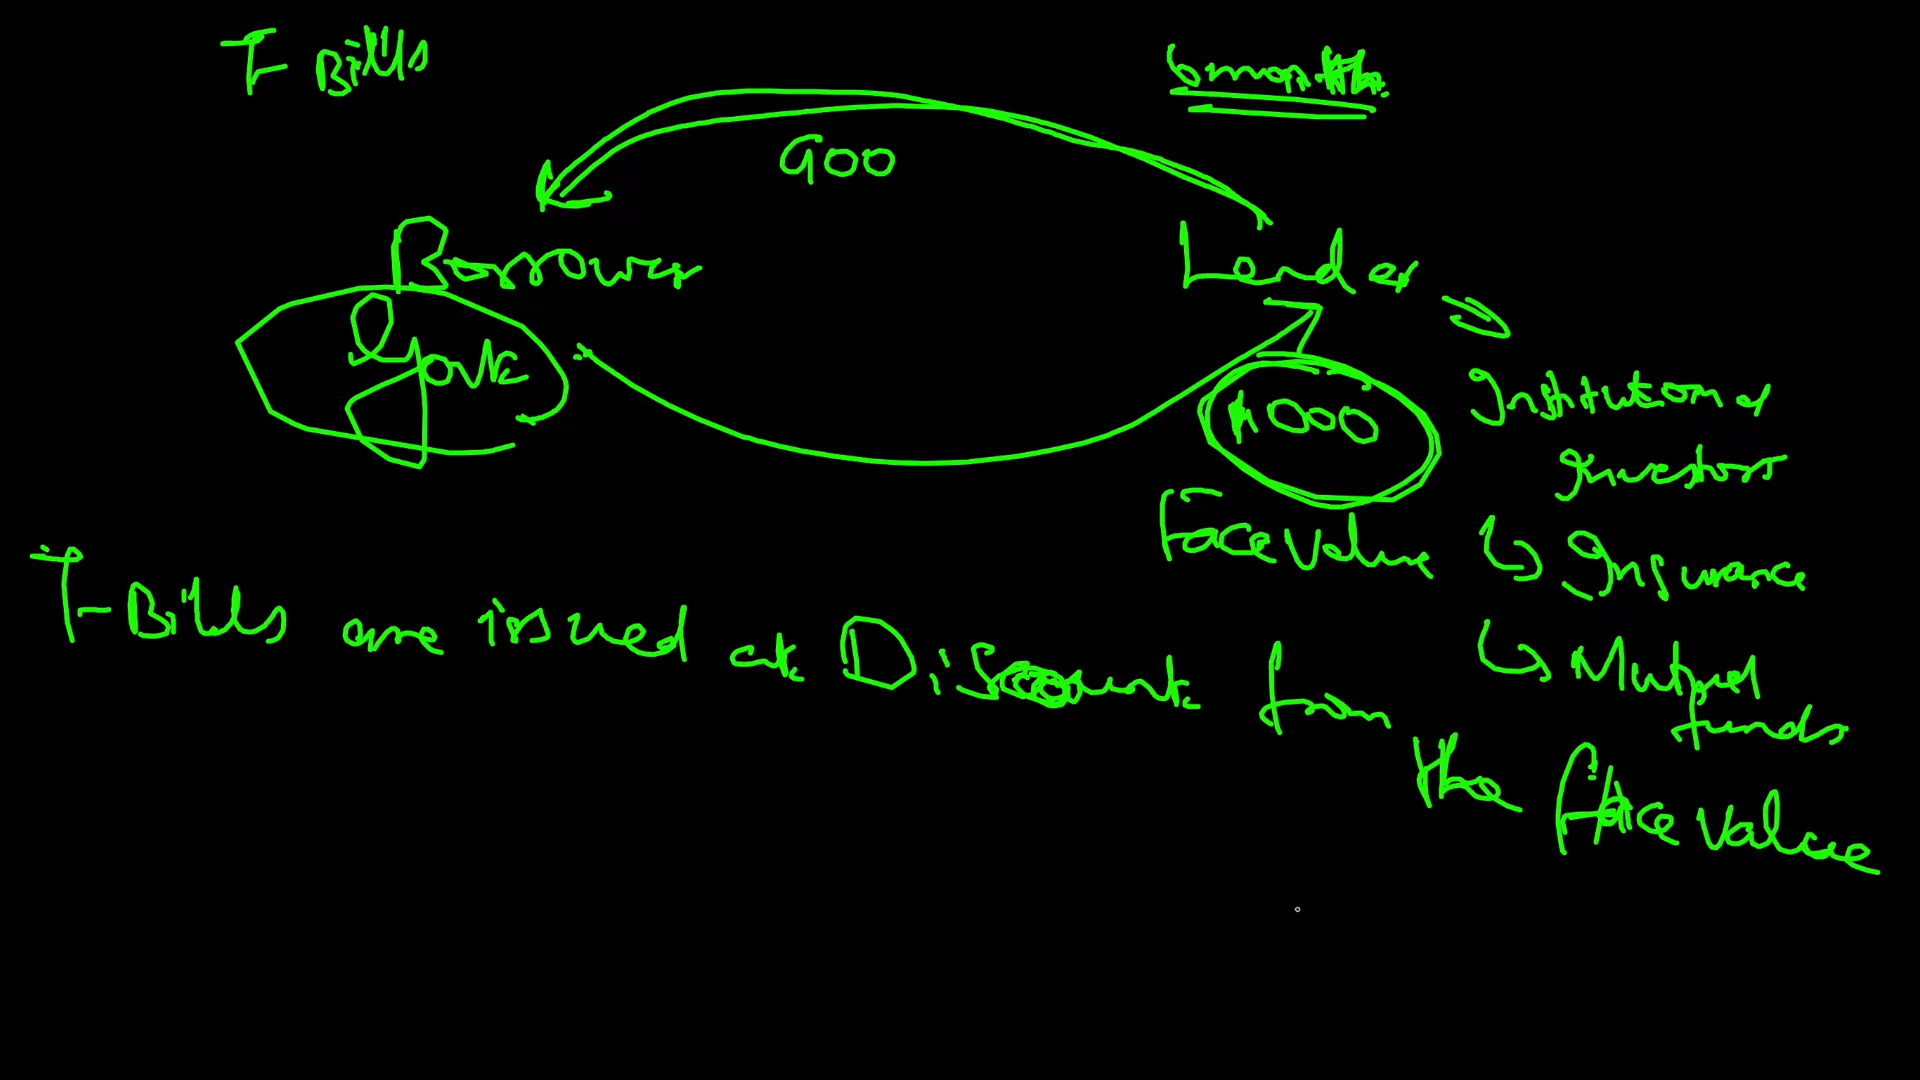 T-Bills
6 months
900
Borrower
Lender
Govt
1000
Institutional
Investors
Face Value
Insurance
Mutual
funds
T-Bills are issued at Discount from
the face value